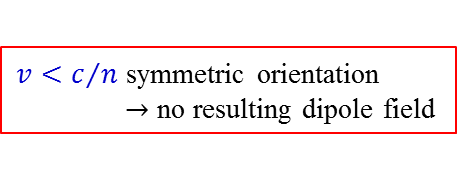 v < c/n symmetric orientation
→ no resulting dipole field